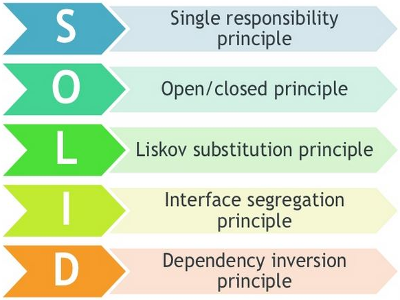 S
Single responsibility
principle
O
Open/closed principle
L
Liskov substitution principle
I
Interface segregation
principle
D
Dependency inversion
principle